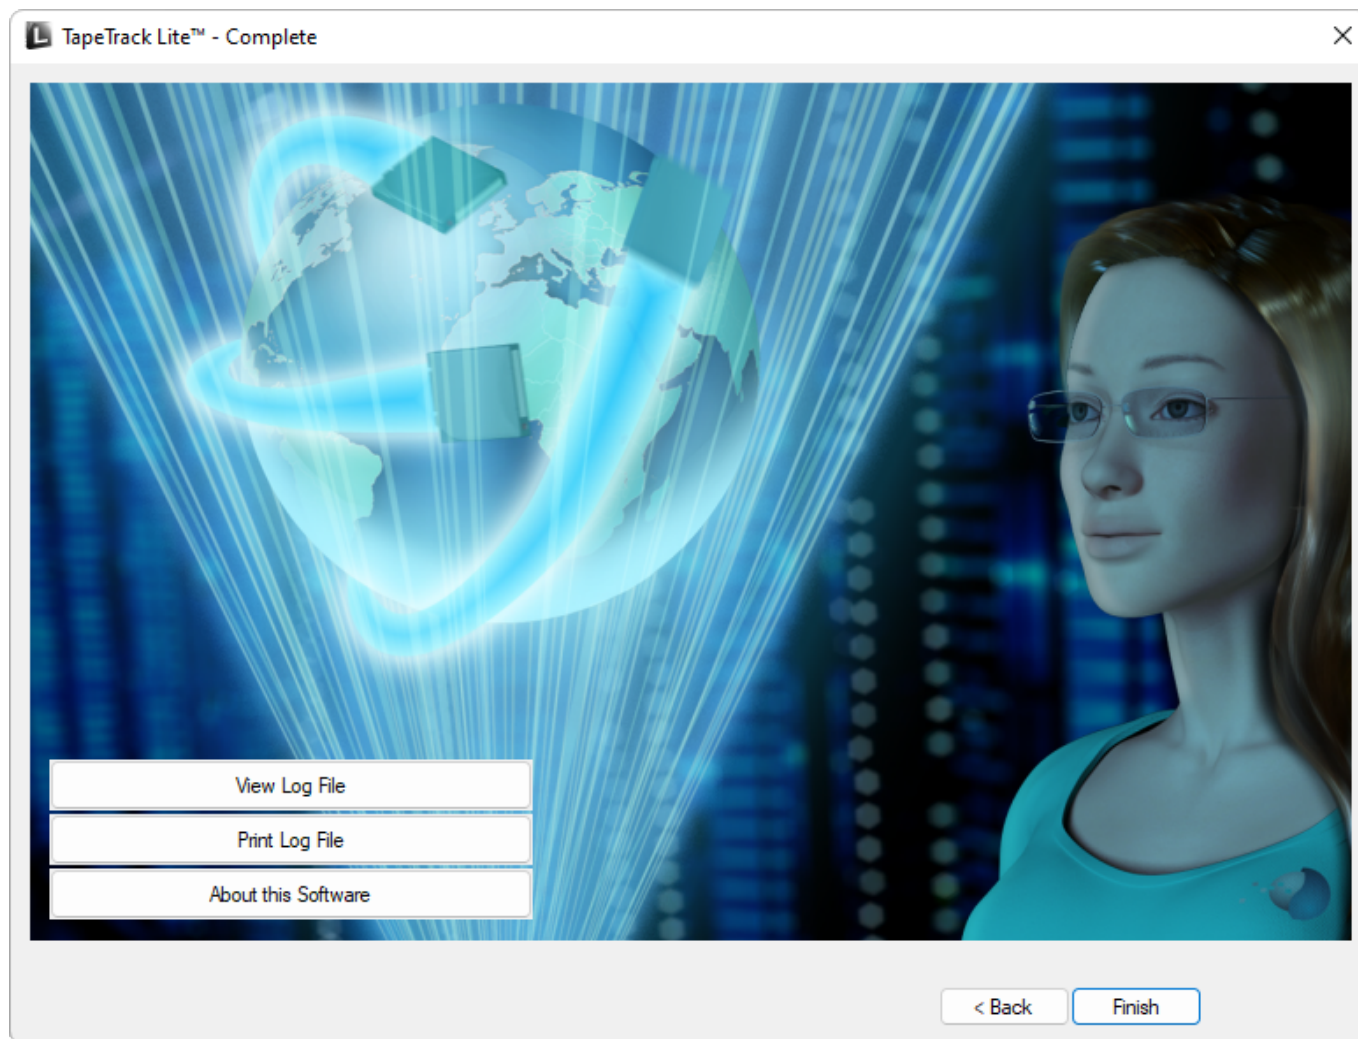 TapeTrack Lite™ - Complete
View Log File
Print Log File
About this Software
< Back
Finish